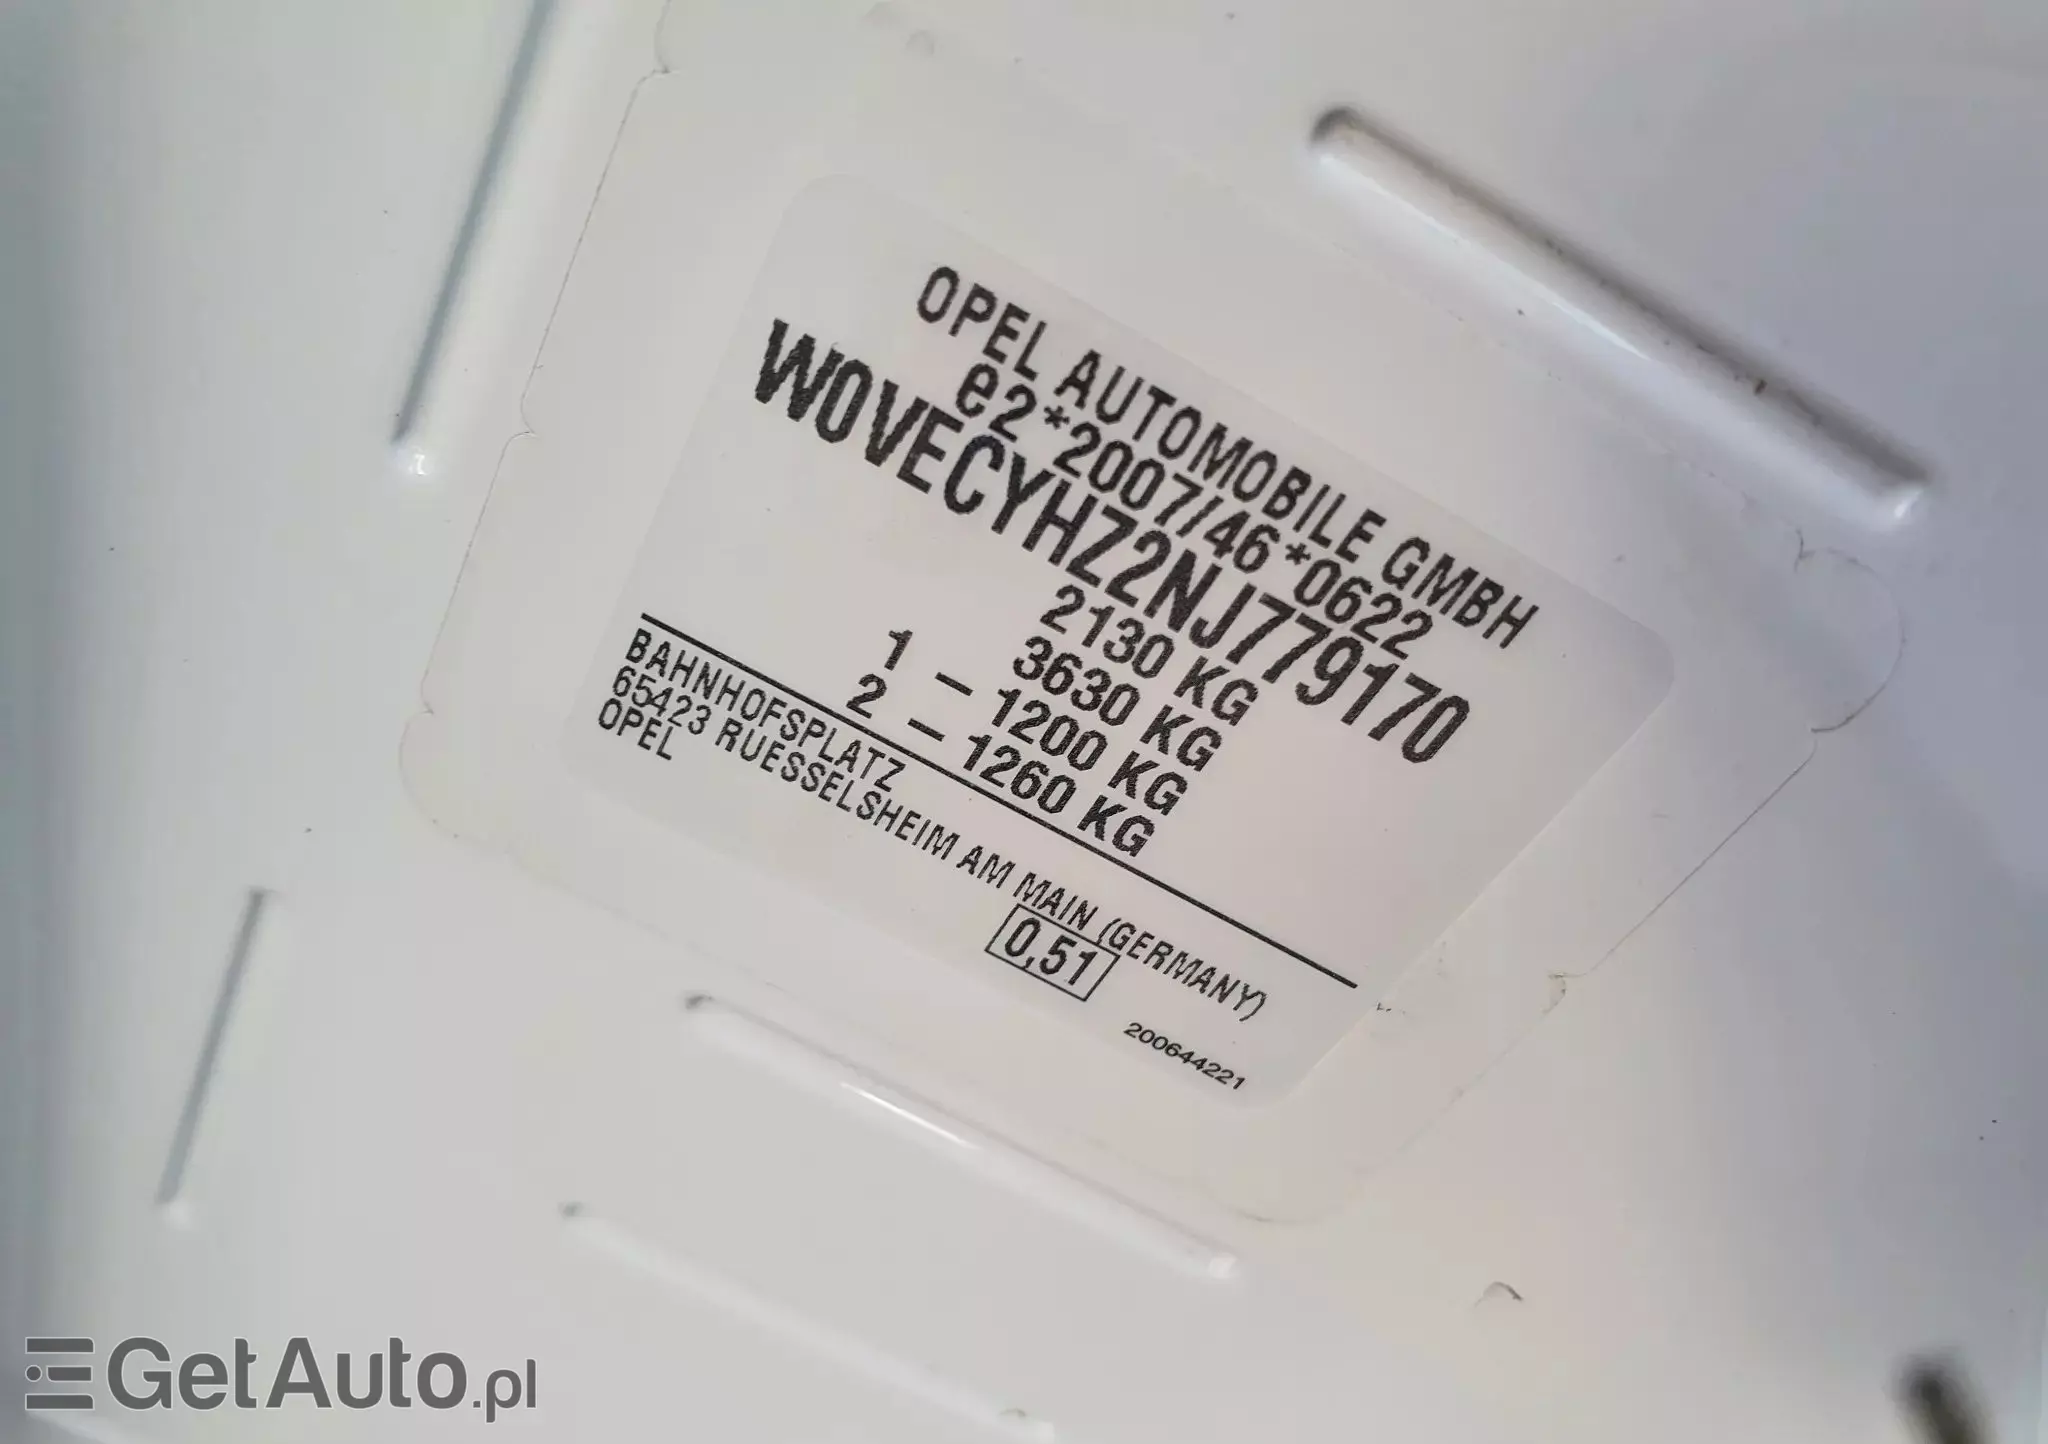 OPEL AUTOMOBILE GMBH
e2*2007/46*0622
W0VECYHZ2NJ779170
2130 KG
3630 KG
1 - 1200 KG
2 - 1260 KG
BAHNHOFSPLATZ
65423 RUESSELSHEIM AM MAIN (GERMANY)
OPEL
0,51
200644221
GetAuto.pl